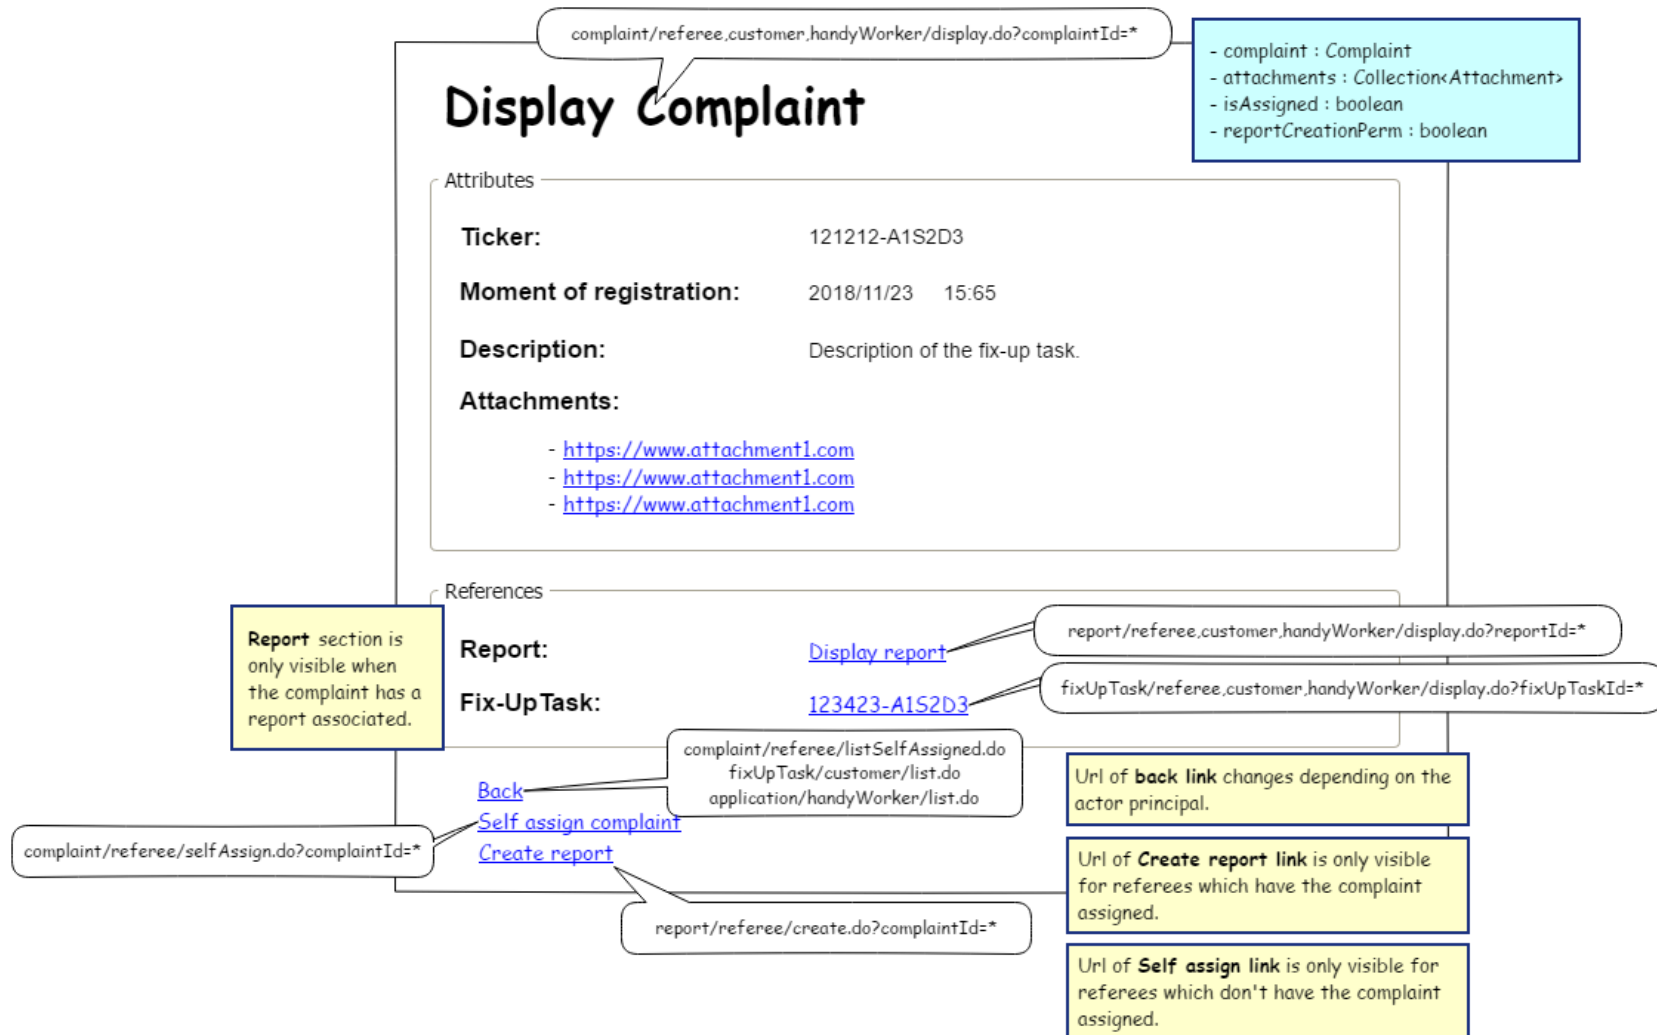 complaint/referee,customer,handyWorker/display.do?complaintId=*
- complaint : Complaint
- attachments : Collection<Attachment>
- isAssigned : boolean
- reportCreationPerm : boolean
Display Complaint
Attributes
Ticker: 121212-A1S2D3
Moment of registration: 2018/11/23 15:65
Description: Description of the fix-up task.
Attachments:
- https://www.attachment1.com
- https://www.attachment1.com
- https://www.attachment1.com
References
Report section is
only visible when
the complaint has a
report associated.
Report: Display report
report/referee,customer,handyWorker/display.do?reportId=*
Fix-UpTask: 123423-A1S2D3
fixUpTask/referee,customer,handyWorker/display.do?fixUpTaskId=*
complaint/referee/listSelfAssigned.do
fixUpTask/customer/list.do
application/handyWorker/list.do
Back
Self assign complaint
Create report
complaint/referee/selfAssign.do?complaintId=*
report/referee/create.do?complaintId=*
Url of back link changes depending on the
actor principal.
Url of Create report link is only visible
for referees which have the complaint
assigned.
Url of Self assign link is only visible for
referees which don't have the complaint
assigned.